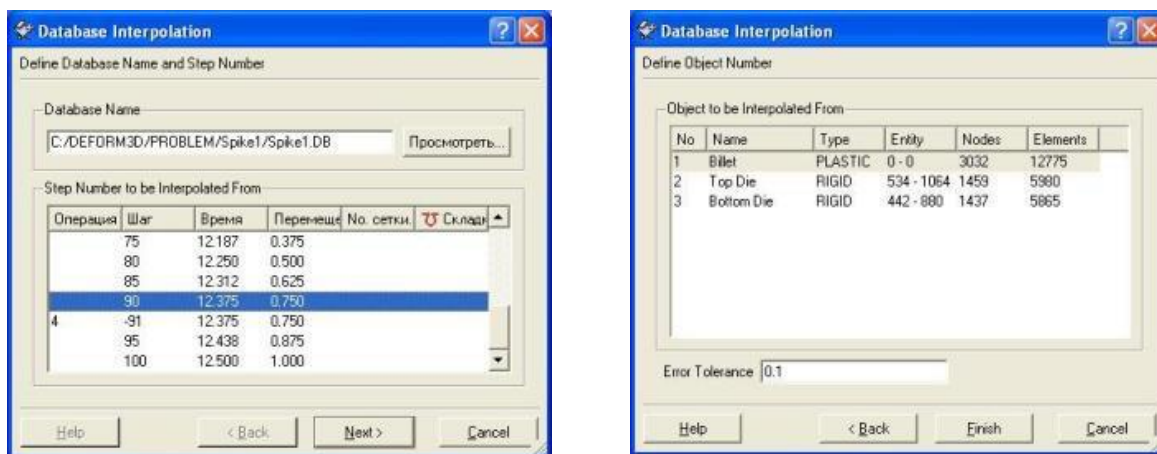 Database Interpolation
Define Database Name and Step Number
Database Name
C:/DEFORM3D/PROBLEM/Spike1/Spike1.DB Просмотреть...
Step Number to be Interpolated From
Операция Шаг Время Перемеще No. сетки. Складк
75 12.187 0.375
80 12.250 0.500
85 12.312 0.625
90 12.375 0.750
4 -91 12.375 0.750
95 12.438 0.875
100 12.500 1.000
Help < Back Next > Cancel
Database Interpolation
Define Object Number
Object to be Interpolated From
No Name Type Entity Nodes Elements
1 Billet PLASTIC 0 - 0 3032 12775
2 Top Die RIGID 534 - 1064 1459 5980
3 Bottom Die RIGID 442 - 880 1437 5865
Error Tolerance 0.1
Help < Back Finish Cancel